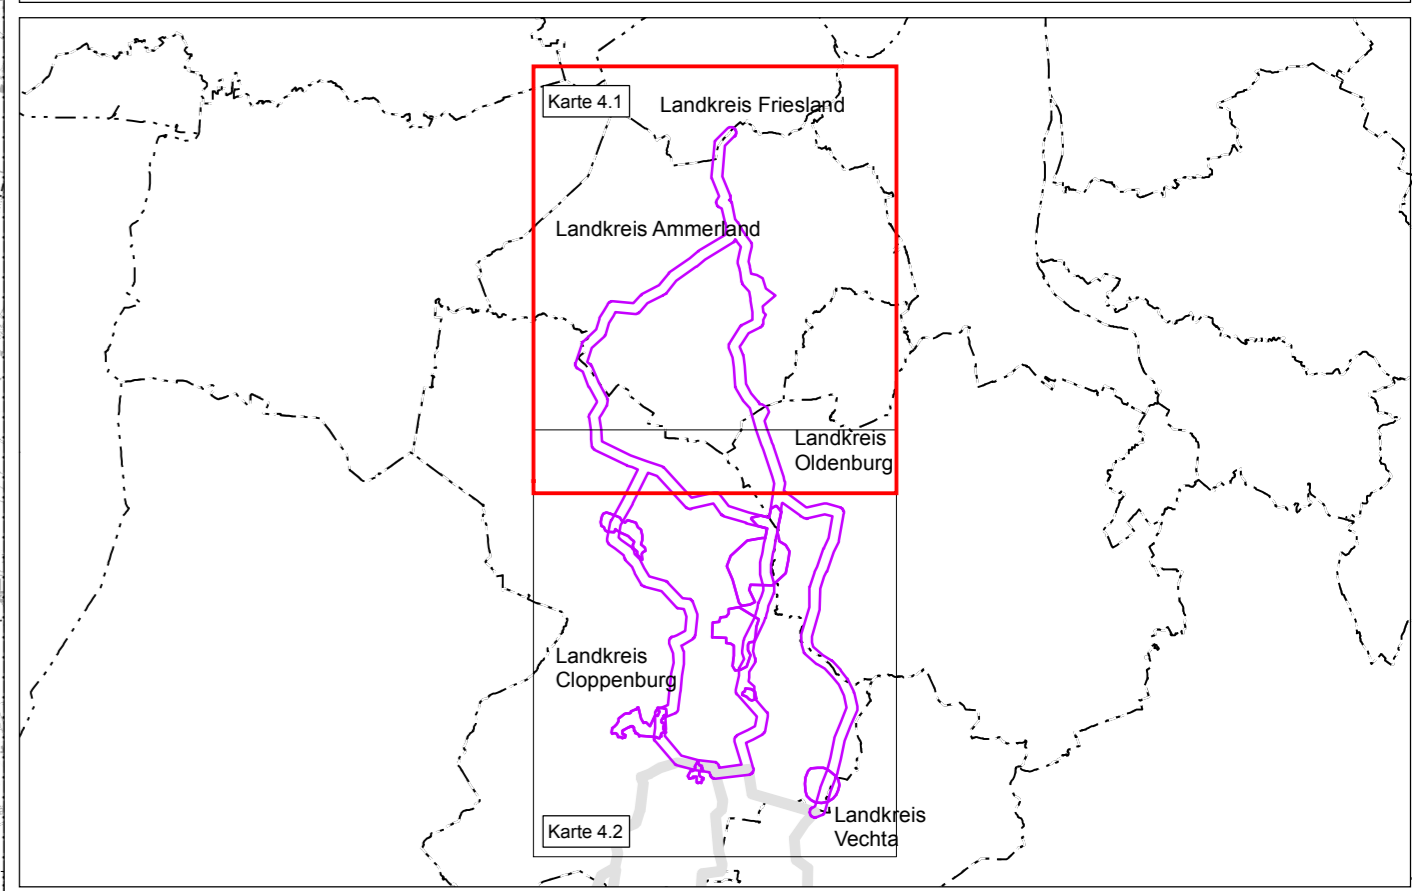 Karte 4.1
Landkreis Friesland
Landkreis Ammerland
Landkreis
Oldenburg
Landkreis
Cloppenburg
Landkreis
Vechta
Karte 4.2